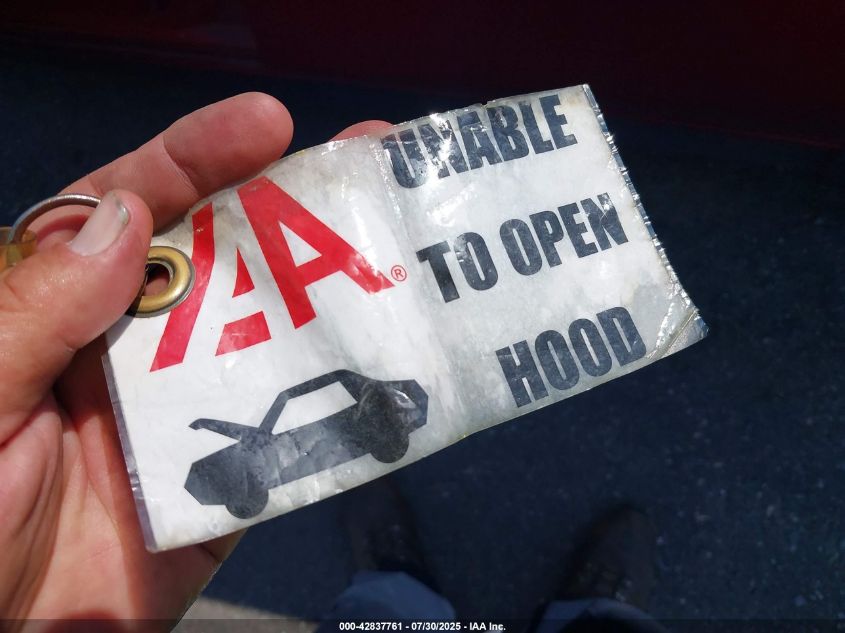 IAA®
UNABLE
TO OPEN
HOOD
000-42837761 - 07/30/2025 - IAA Inc.